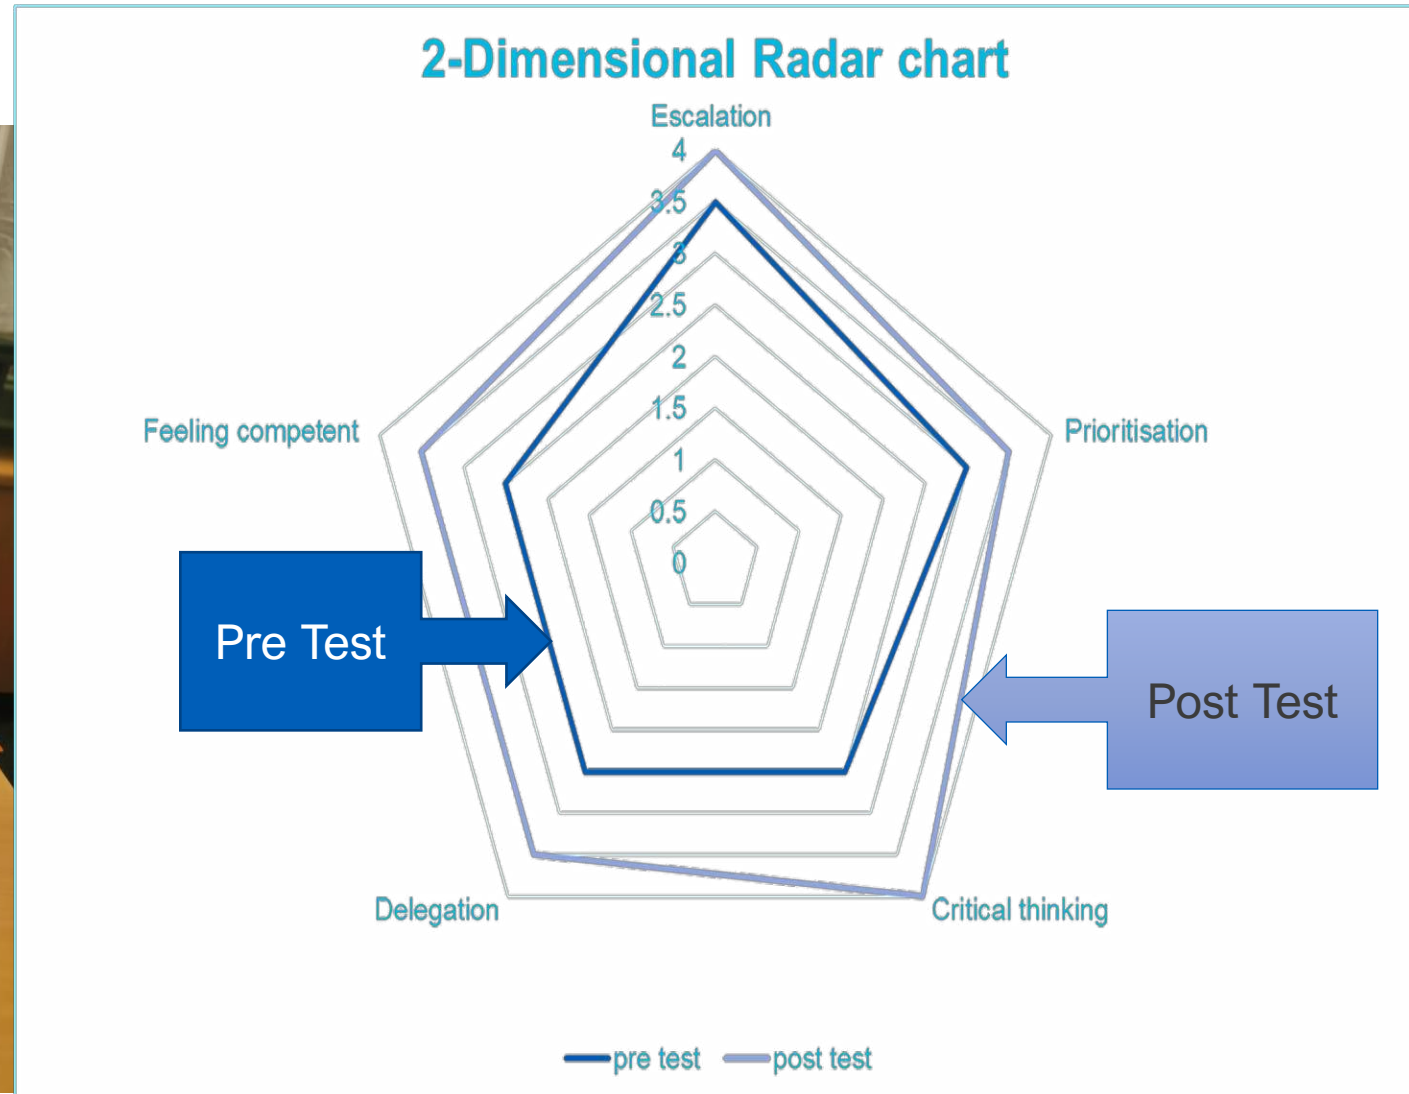 2-Dimensional Radar chart
Escalation
4
3.5
3
2.5
2
1.5
1
0.5
0
Feeling competent
Prioritisation
Pre Test
Post Test
Delegation
Critical thinking
pre test
post test